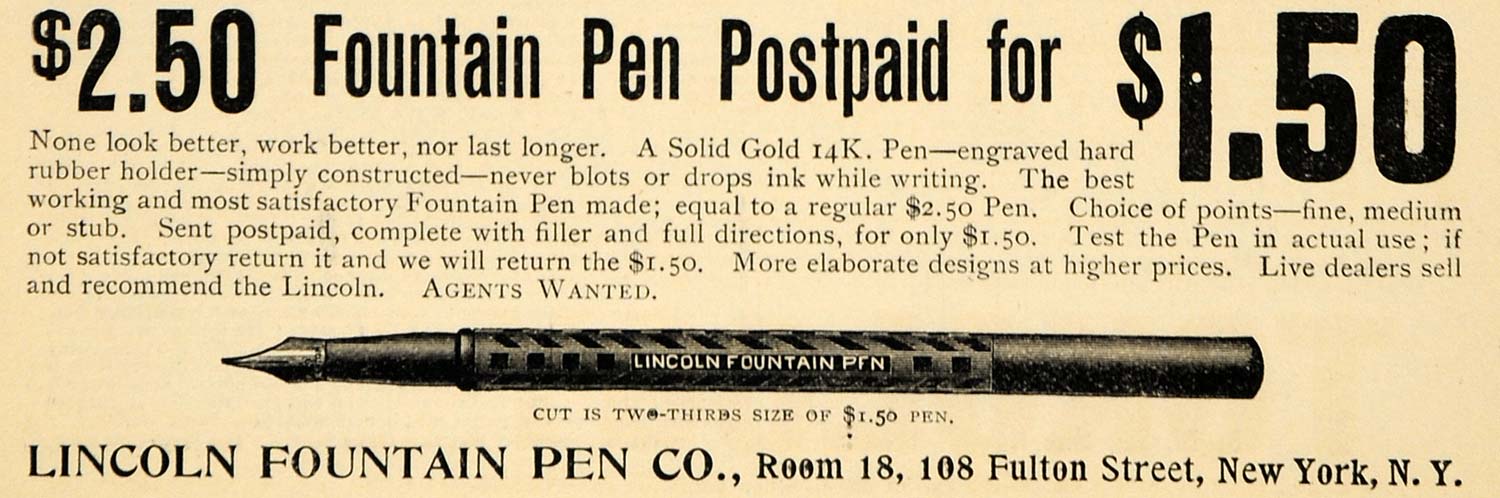 $2.50 Fountain Pen Postpaid for $1.50
None look better, work better, nor last longer. A Solid Gold 14K. Pen—engraved hard
rubber holder—simply constructed—never blots or drops ink while writing. The best
working and most satisfactory Fountain Pen made; equal to a regular $2.50 Pen. Choice of points—fine, medium
or stub. Sent postpaid, complete with filler and full directions, for only $1.50. Test the Pen in actual use; if
not satisfactory return it and we will return the $1.50. More elaborate designs at higher prices. Live dealers sell
and recommend the Lincoln. AGENTS WANTED.
LINCOLN FOUNTAIN PEN
CUT IS TWO-THIRDS SIZE OF $1.50 PEN.
LINCOLN FOUNTAIN PEN CO., Room 18, 108 Fulton Street, New York, N. Y.